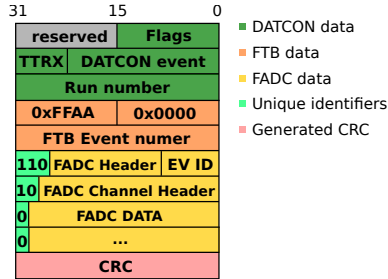 31 15 0
reserved Flags
TTRX DATCON event
Run number
0xFFAA 0x0000
FTB Event numer
110 FADC Header EV ID
10 FADC Channel Header
0 FADC DATA
0 ...
CRC
DATCON data
FTB data
FADC data
Unique identifiers
Generated CRC